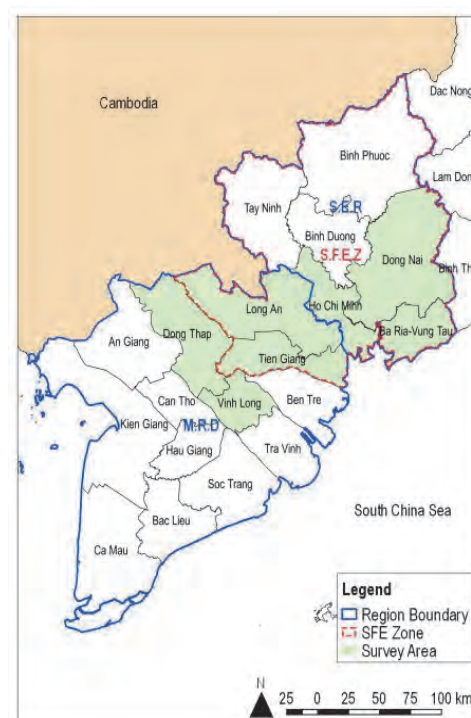 Dac Nong
Cambodia
Binh Phuoc
Lam Dong
Tay Ninh
S.E.R
Binh Duong
S.F.E.Z
Dong Nai
Binh Th
Long An
Ho Chi Minh
Dong Thap
Ba Ria-Vung Tau
An Giang
Tien Giang
Can Tho
Vinh Long
Ben Tre
Kien Giang
M.R.D
Hau Giang
Tra Vinh
Soc Trang
South China Sea
Bac Lieu
Ca Mau
Legend
Region Boundary
SFE Zone
Survey Area
N
25 0 25 50 75 100 km